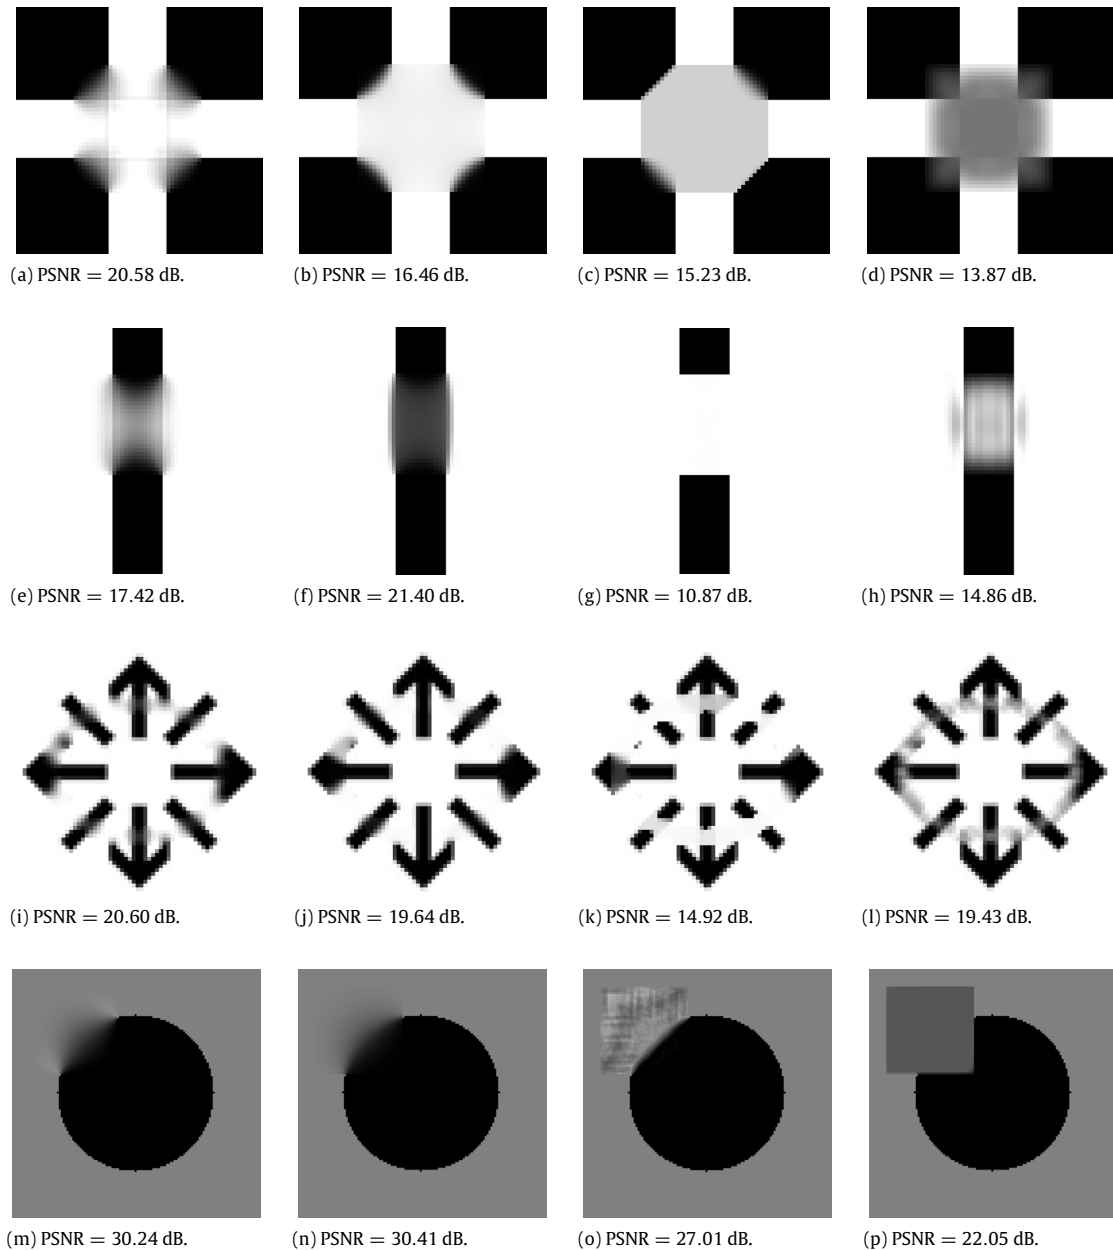 (a) PSNR = 20.58 dB.
(b) PSNR = 16.46 dB.
(c) PSNR = 15.23 dB.
(d) PSNR = 13.87 dB.
(e) PSNR = 17.42 dB.
(f) PSNR = 21.40 dB.
(g) PSNR = 10.87 dB.
(h) PSNR = 14.86 dB.
(i) PSNR = 20.60 dB.
(j) PSNR = 19.64 dB.
(k) PSNR = 14.92 dB.
(l) PSNR = 19.43 dB.
(m) PSNR = 30.24 dB.
(n) PSNR = 30.41 dB.
(o) PSNR = 27.01 dB.
(p) PSNR = 22.05 dB.